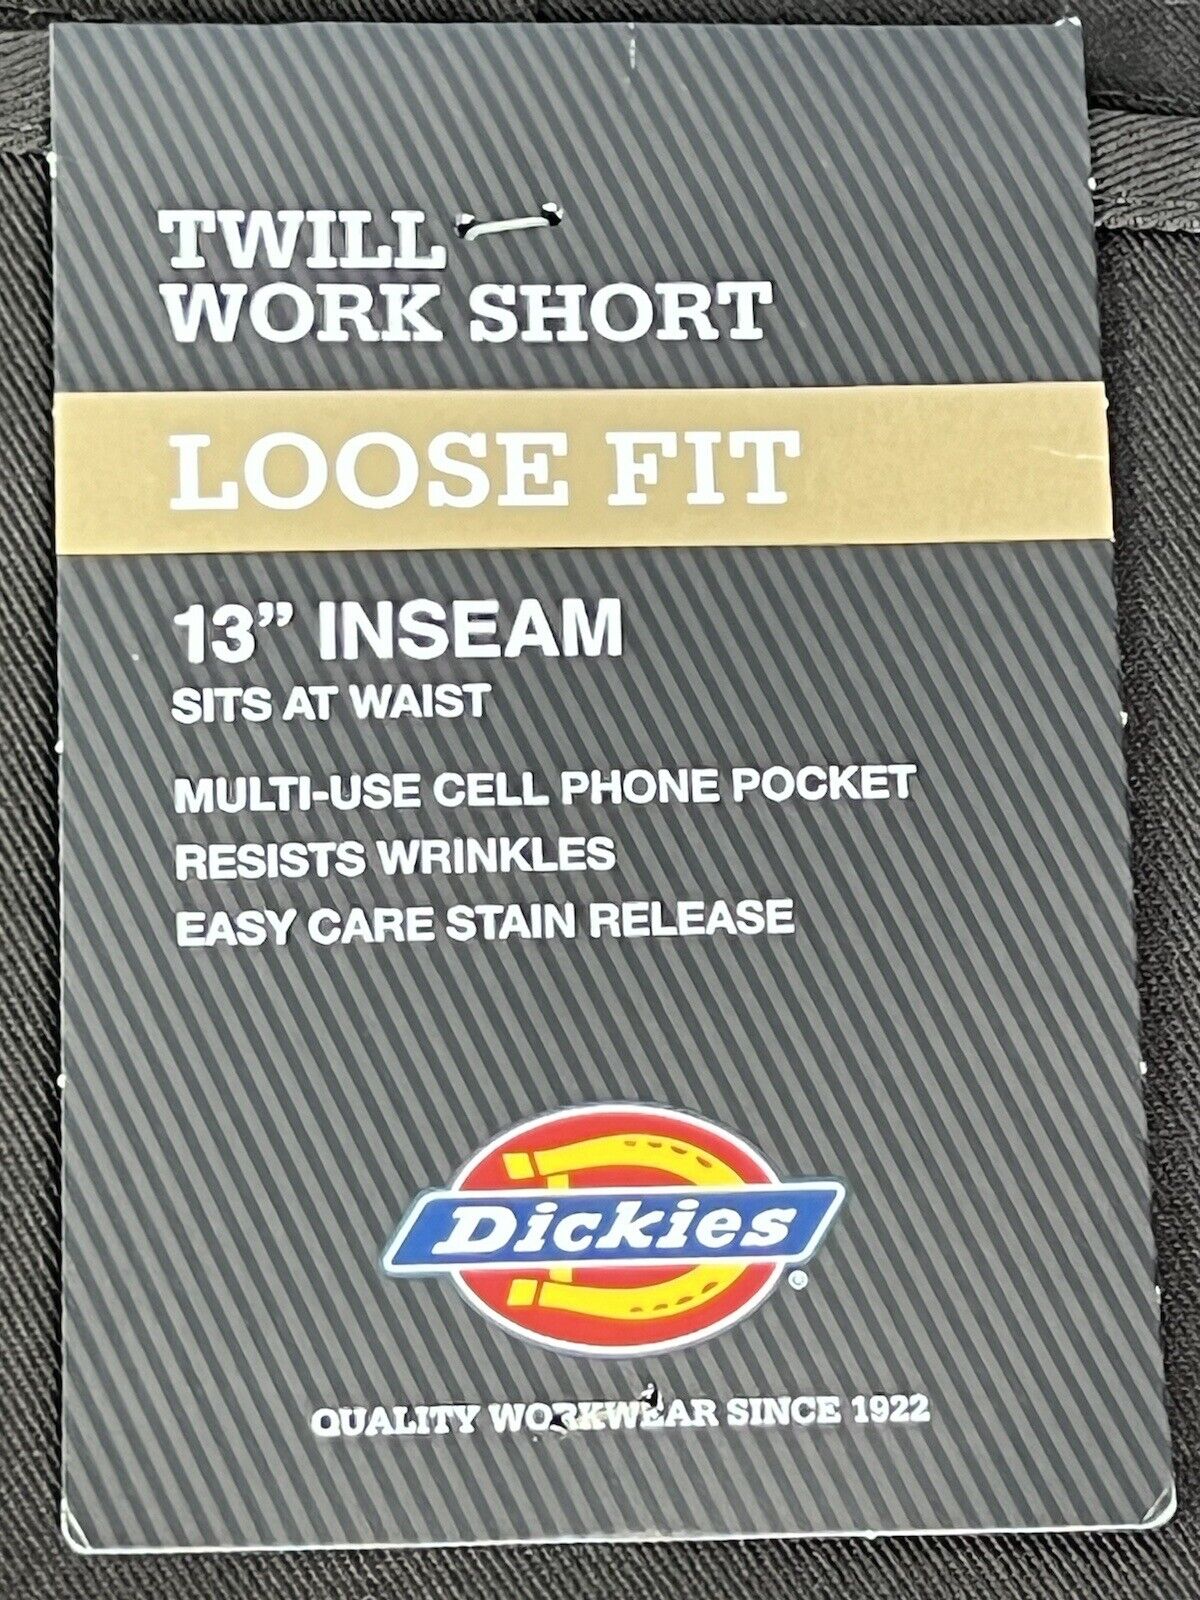 TWILL
WORK SHORT
LOOSE FIT
13” INSEAM
SITS AT WAIST
MULTI-USE CELL PHONE POCKET
RESISTS WRINKLES
EASY CARE STAIN RELEASE
Dickies®
QUALITY WORKWEAR SINCE 1922